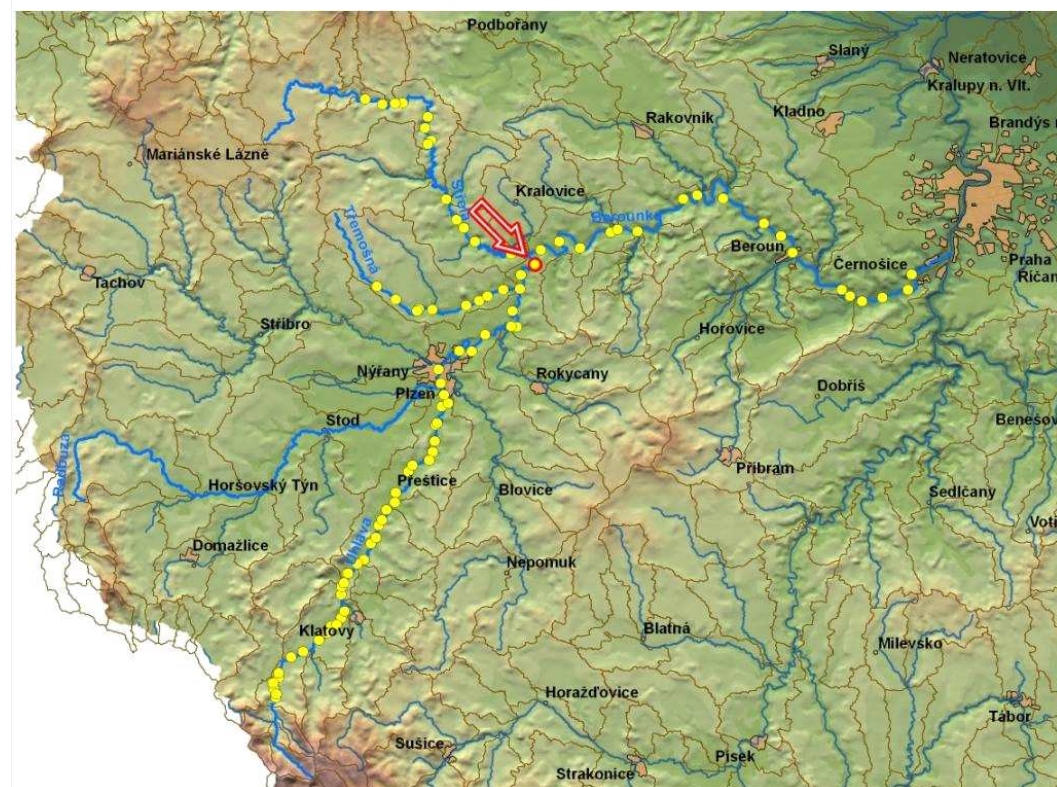 Podbořany
Slaný
Neratovice
Kralupy n. Vlt.
Kladno
Rakovník
Brandýs n
Mariánské Lázně
Kralovice
Střela
Berounka
Třemošná
Beroun
Černošice
Praha
Říčan
Tachov
Stříbro
Hořovice
Nýřany
Rokycany
Plzeň
Dobříš
Stod
Benešov
Radbuza
Horšovský Týn
Přeštice
Blovice
Příbram
Sedlčany
Voti
Úhlava
Domažlice
Nepomuk
Klatovy
Blatná
Milevsko
Horažďovice
Tábor
Sušice
Písek
Strakonice